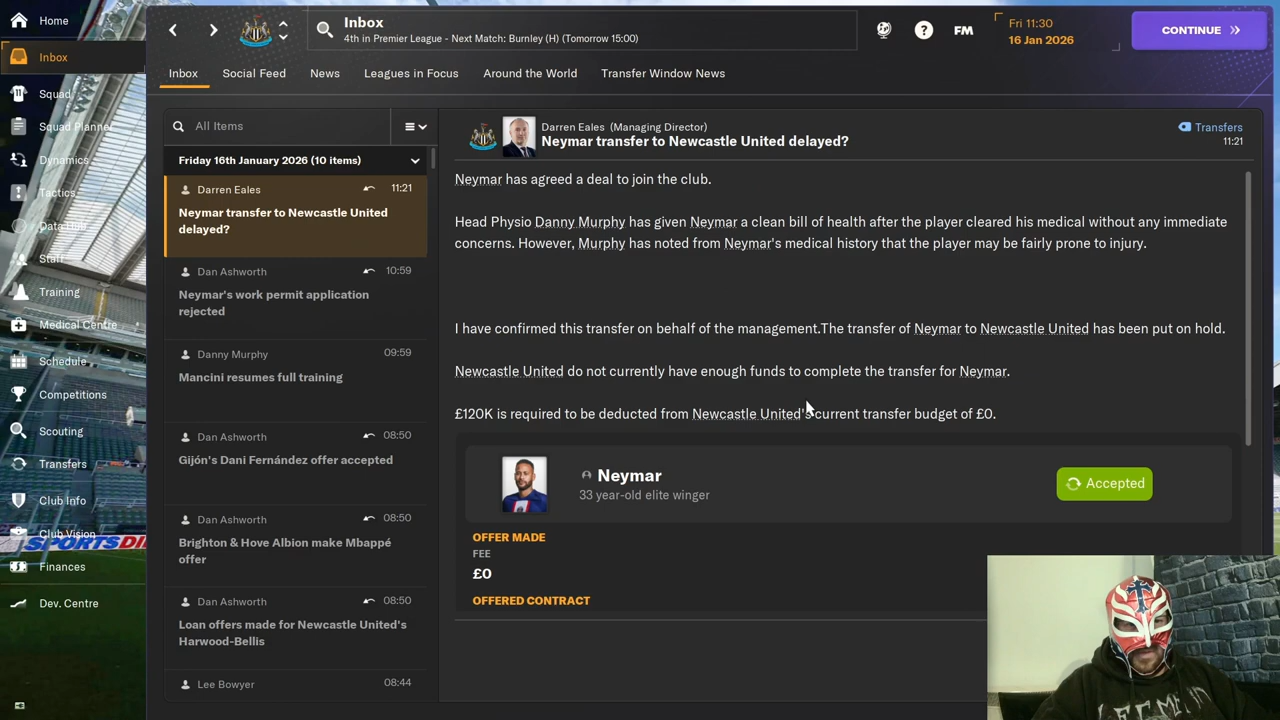 Home
Inbox
Squad
Squad Planner
Dynamics
Tactics
Data Hub
Staff
Training
Medical Centre
Schedule
Competitions
Scouting
Transfers
Club Info
Club Vision
Finances
Dev. Centre
SPORTS DI
Inbox
4th in Premier League - Next Match: Burnley (H) (Tomorrow 15:00)
?
FM
Fri 11:30
16 Jan 2026
CONTINUE
Inbox
Social Feed
News
Leagues in Focus
Around the World
Transfer Window News
All Items
Friday 16th January 2026 (10 items)
Darren Eales 11:21
Neymar transfer to Newcastle United
delayed?
Dan Ashworth 10:59
Neymar's work permit application
rejected
Danny Murphy 09:59
Mancini resumes full training
Dan Ashworth 08:50
Gijón's Dani Fernández offer accepted
Dan Ashworth 08:50
Brighton & Hove Albion make Mbappé
offer
Dan Ashworth 08:50
Loan offers made for Newcastle United's
Harwood-Bellis
Lee Bowyer 08:44
Darren Eales (Managing Director)
Neymar transfer to Newcastle United delayed?
Transfers
11:21
Neymar has agreed a deal to join the club.
Head Physio Danny Murphy has given Neymar a clean bill of health after the player cleared his medical without any immediate
concerns. However, Murphy has noted from Neymar's medical history that the player may be fairly prone to injury.
I have confirmed this transfer on behalf of the management.The transfer of Neymar to Newcastle United has been put on hold.
Newcastle United do not currently have enough funds to complete the transfer for Neymar.
£120K is required to be deducted from Newcastle United's current transfer budget of £0.
Neymar
33 year-old elite winger
Accepted
OFFER MADE
FEE
£0
OFFERED CONTRACT